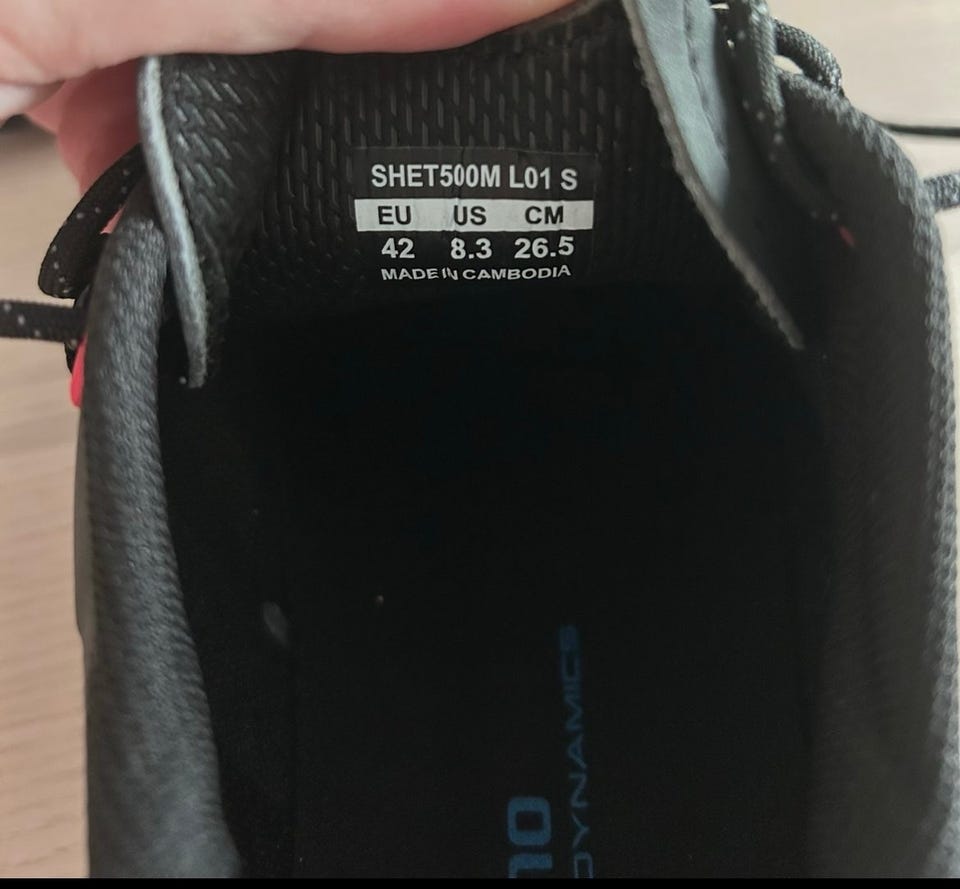 SHET500M L01 S
EU US CM
42 8.3 26.5
MADE IN CAMBODIA
DYNAMICS